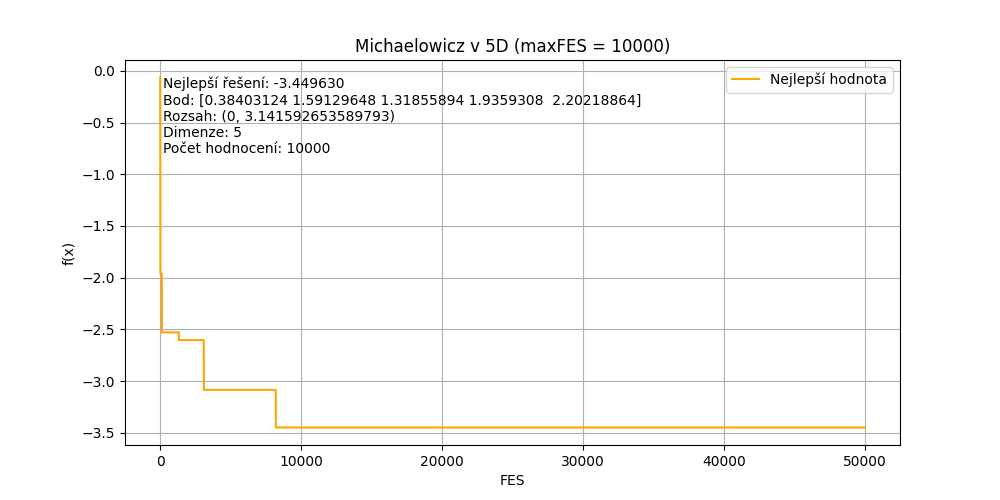 Michaelowicz v 5D (maxFES = 10000)
Nejlepší řešení: -3.449630
Bod: [0.38403124 1.59129648 1.31855894 1.9359308  2.20218864]
Rozsah: (0, 3.141592653589793)
Dimenze: 5
Počet hodnocení: 10000
Nejlepší hodnota
f(x)
0.0
−0.5
−1.0
−1.5
−2.0
−2.5
−3.0
−3.5
0 10000 20000 30000 40000 50000
FES